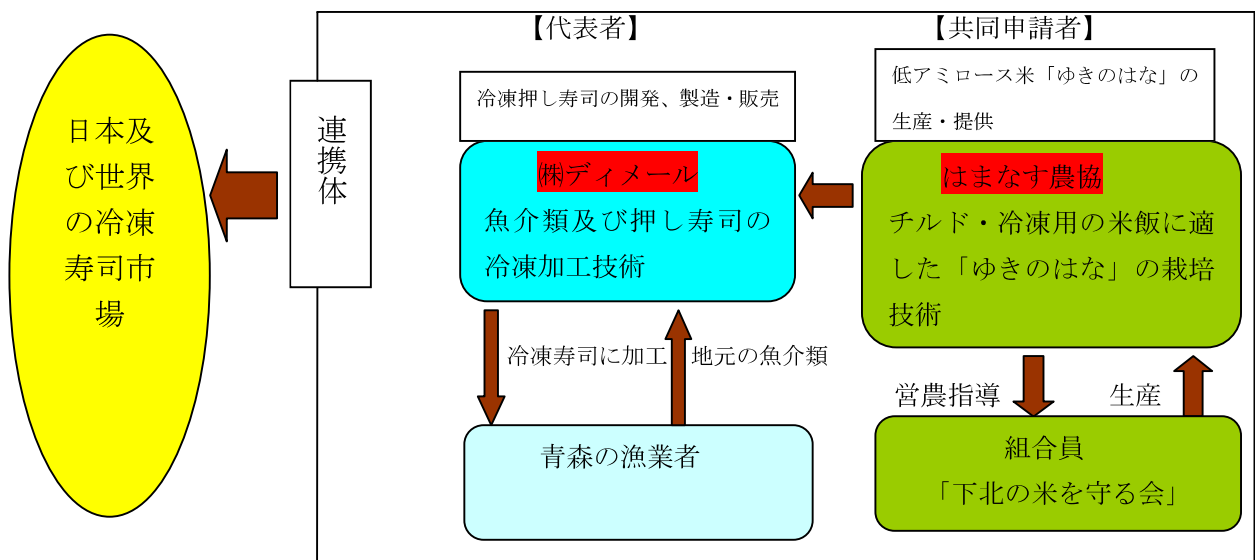 【代表者】
【共同申請者】
日本及
び世界
の冷凍
寿司市
場
連携体
冷凍押し寿司の開発、製造・販売
㈱ディメール
魚介類及び押し寿司の
冷凍加工技術
低アミロース米「ゆきのはな」の
生産・提供
はまなす農協
チルド・冷凍用の米飯に適
した「ゆきのはな」の栽培
技術
冷凍寿司に加工
地元の魚介類
営農指導
生産
青森の漁業者
組合員
「下北の米を守る会」